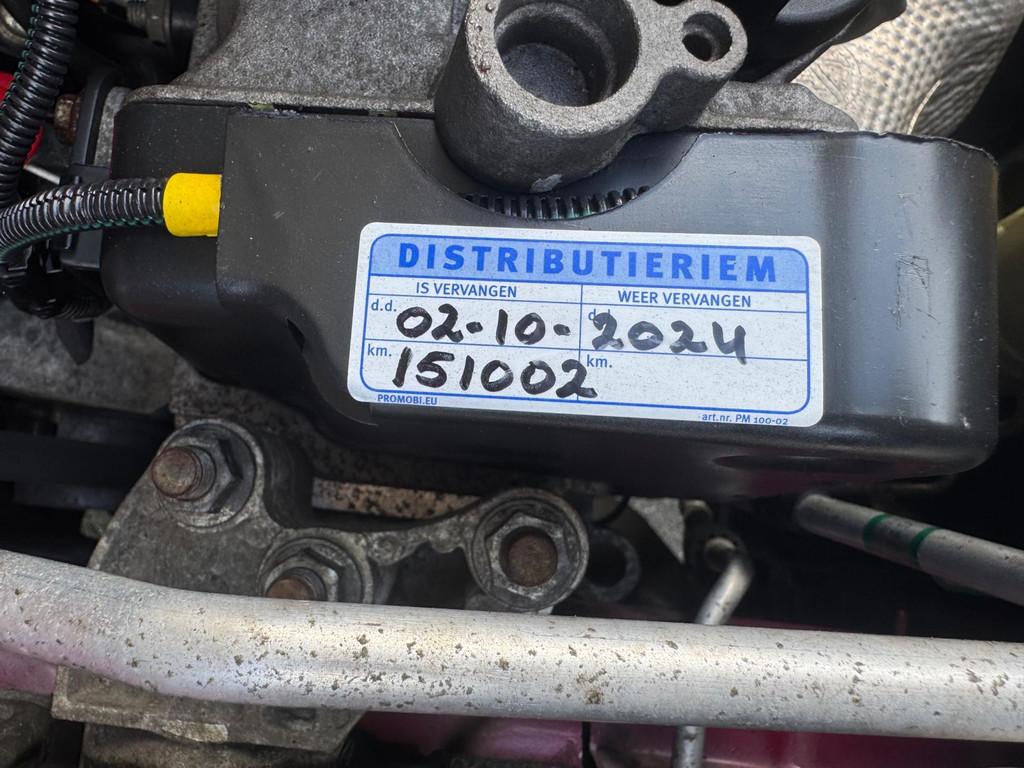 DISTRIBUTIERIEM
IS VERVANGEN WEER VERVANGEN
d.d. 02-10-2024
km. 151002 km.
PROMOBI.EU art.nr. PM 100-02